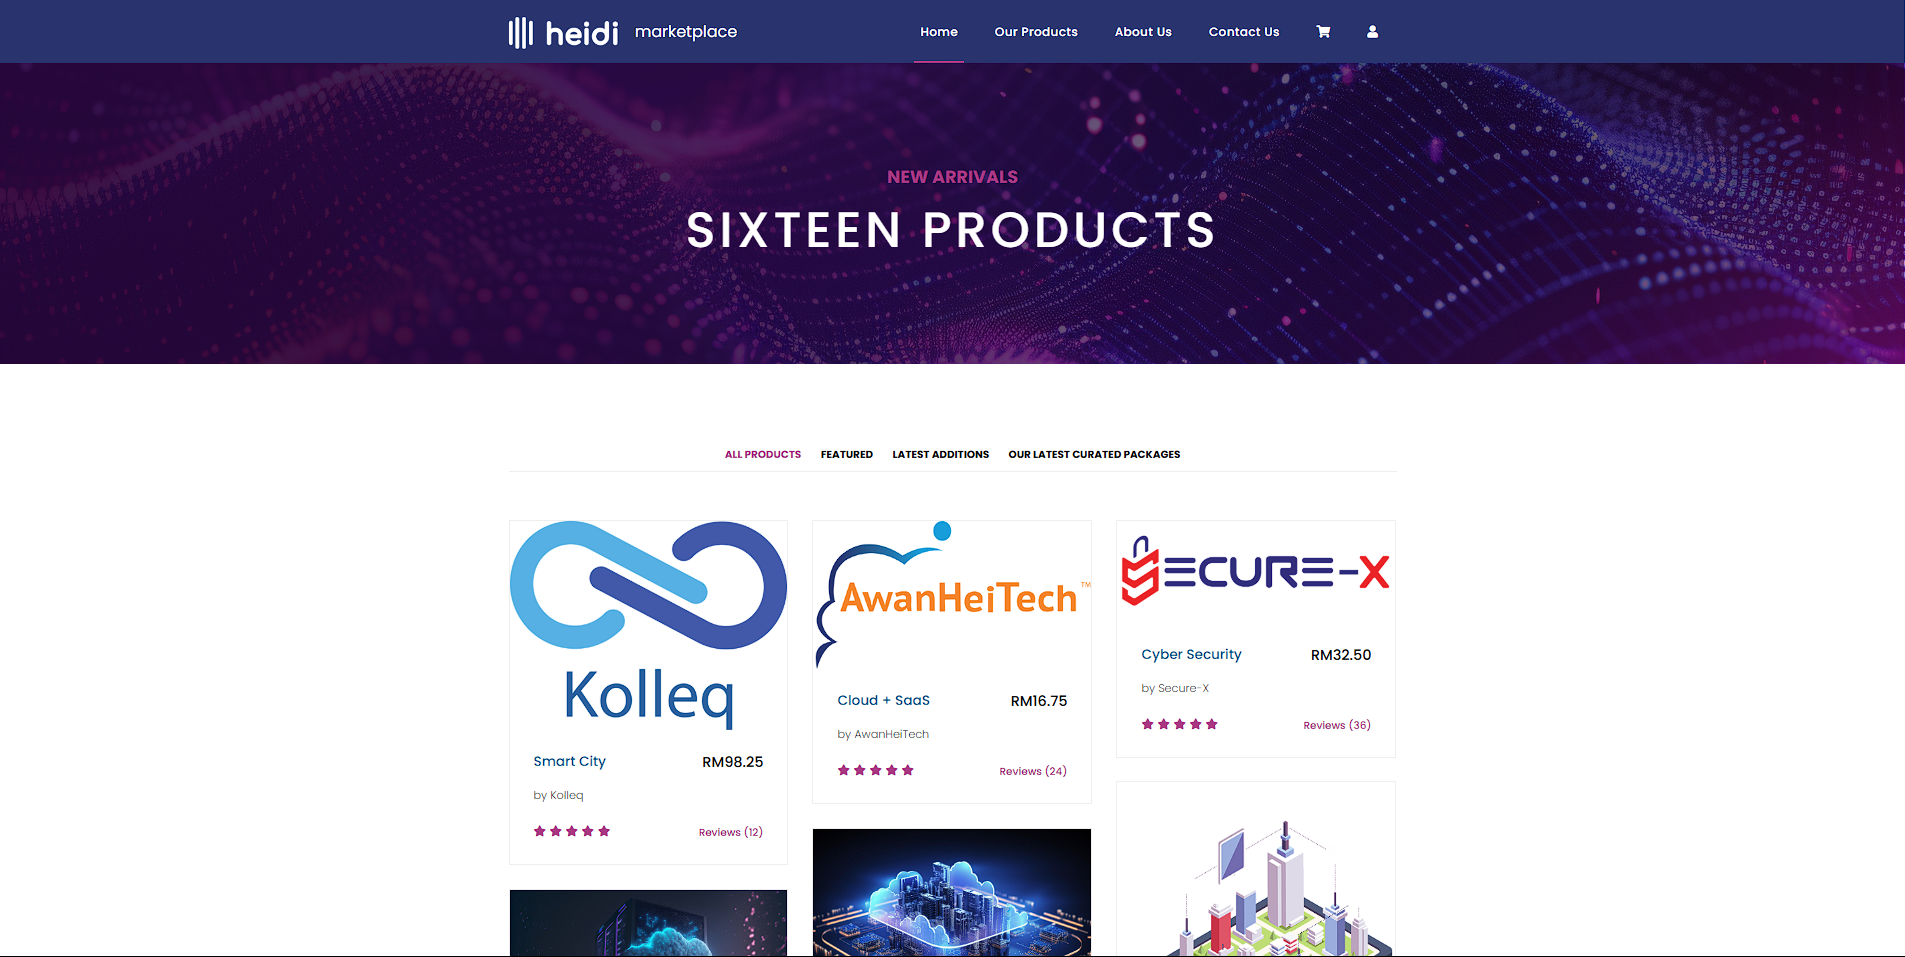 heidi marketplace
Home Our Products About Us Contact Us
NEW ARRIVALS
SIXTEEN PRODUCTS
ALL PRODUCTS FEATURED LATEST ADDITIONS OUR LATEST CURATED PACKAGES
Kolleq
Smart City RM98.25
by Kolleq
Reviews (12)
AwanHeiTech™
Cloud + SaaS RM16.75
by AwanHeiTech
Reviews (24)
SECURE-X
Cyber Security RM32.50
by Secure-X
Reviews (36)